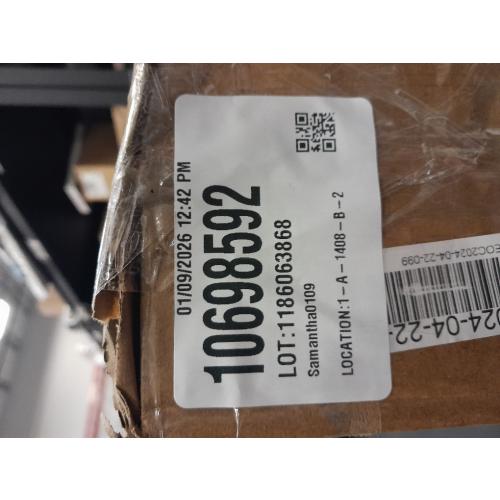 01/09/2026 12:42 PM
10698592
LOT:1186063868
Samantha0109
LOCATION:1-A-1408-B-2
EOC2024-04-22-099
024-04-22-